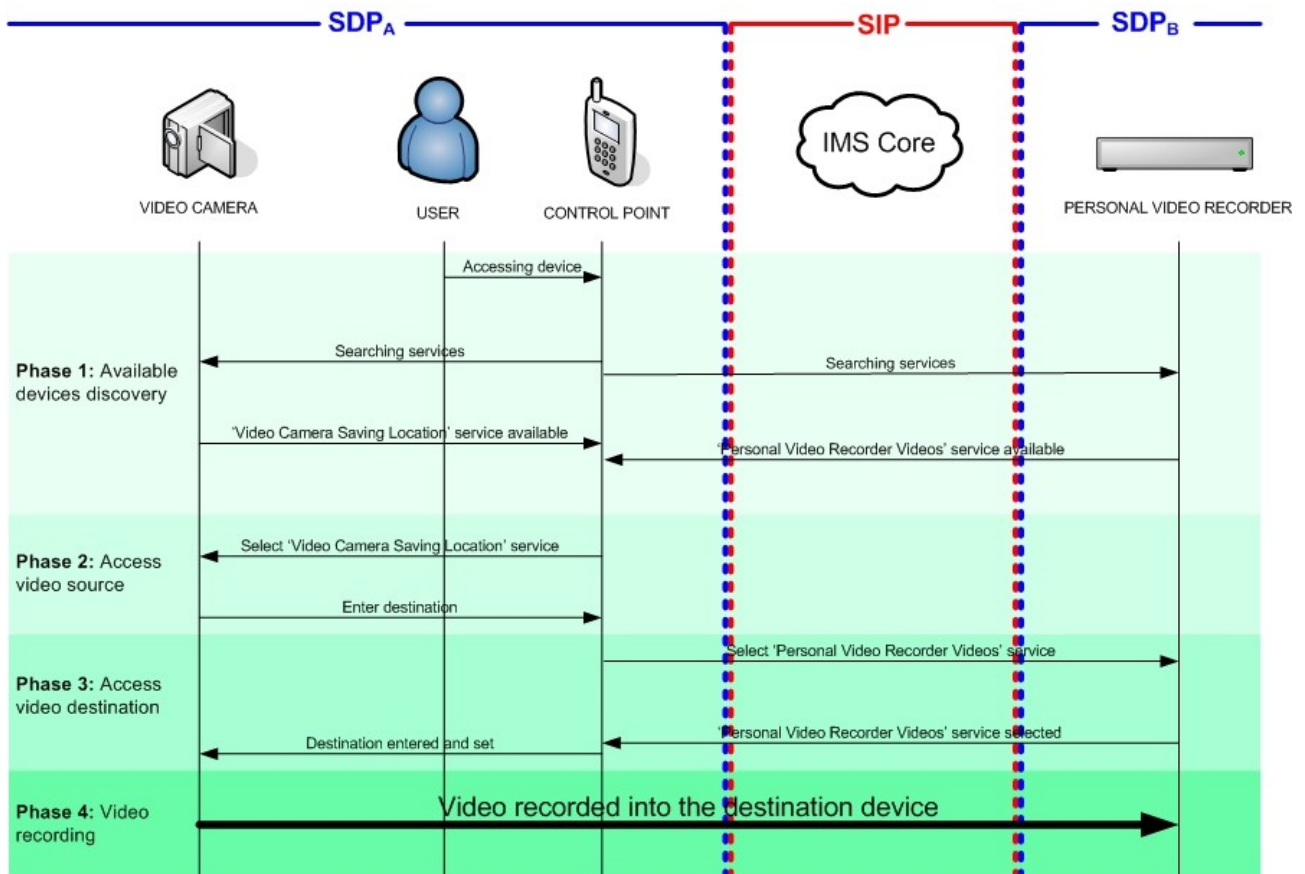 SDPA
SIP
SDPB
IMS Core
VIDEO CAMERA
USER
CONTROL POINT
PERSONAL VIDEO RECORDER
Accessing device
Phase 1: Available
devices discovery
Searching services
Searching services
‘Video Camera Saving Location’ service available
‘Personal Video Recorder Videos’ service available
Phase 2: Access
video source
Select ‘Video Camera Saving Location’ service
Enter destination
Phase 3: Access
video destination
Select ‘Personal Video Recorder Videos’ service
‘Personal Video Recorder Videos’ service selected
Destination entered and set
Phase 4: Video
recording
Video recorded into the destination device